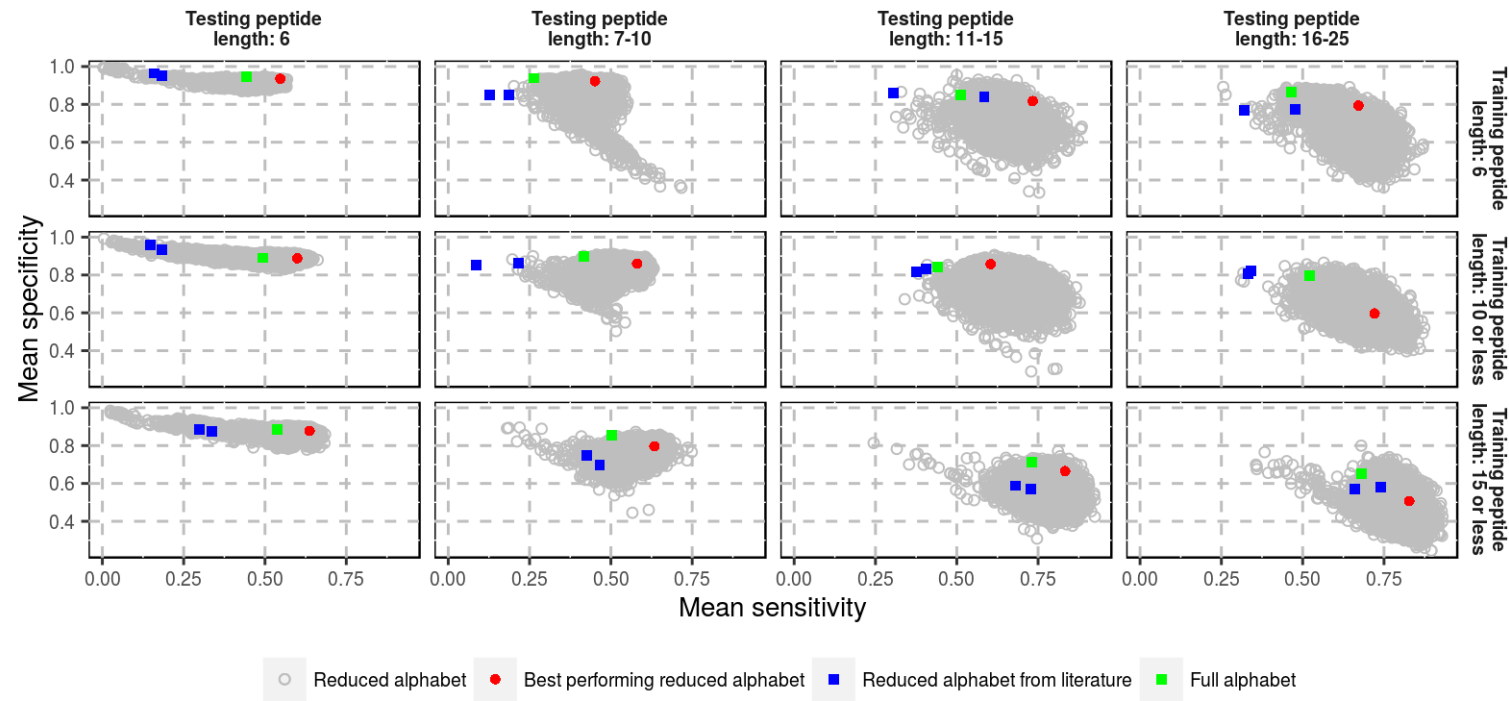 Testing peptide
length: 6
Testing peptide
length: 7-10
Testing peptide
length: 11-15
Testing peptide
length: 16-25
Mean specificity
1.0
0.8
0.6
0.4
Training peptide
length: 6
1.0
0.8
0.6
0.4
Training peptide
length: 10 or less
1.0
0.8
0.6
0.4
Training peptide
length: 15 or less
0.00 0.25 0.50 0.75
0.00 0.25 0.50 0.75
0.00 0.25 0.50 0.75
0.00 0.25 0.50 0.75
Mean sensitivity
Reduced alphabet
Best performing reduced alphabet
Reduced alphabet from literature
Full alphabet